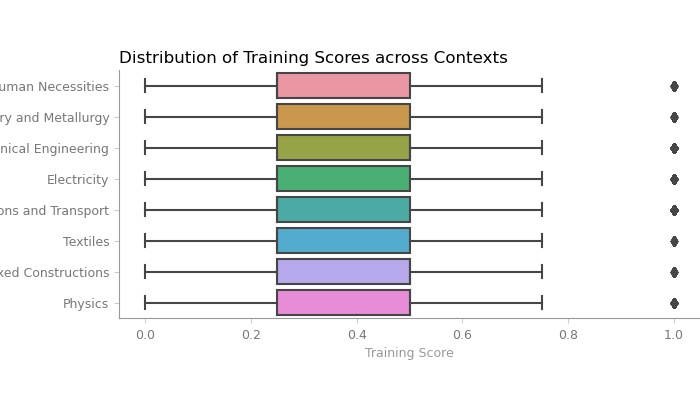 Distribution of Training Scores across Contexts
uman Necessities
ry and Metallurgy
nical Engineering
Electricity
ons and Transport
Textiles
xed Constructions
Physics
0.0 0.2 0.4 0.6 0.8 1.0
Training Score